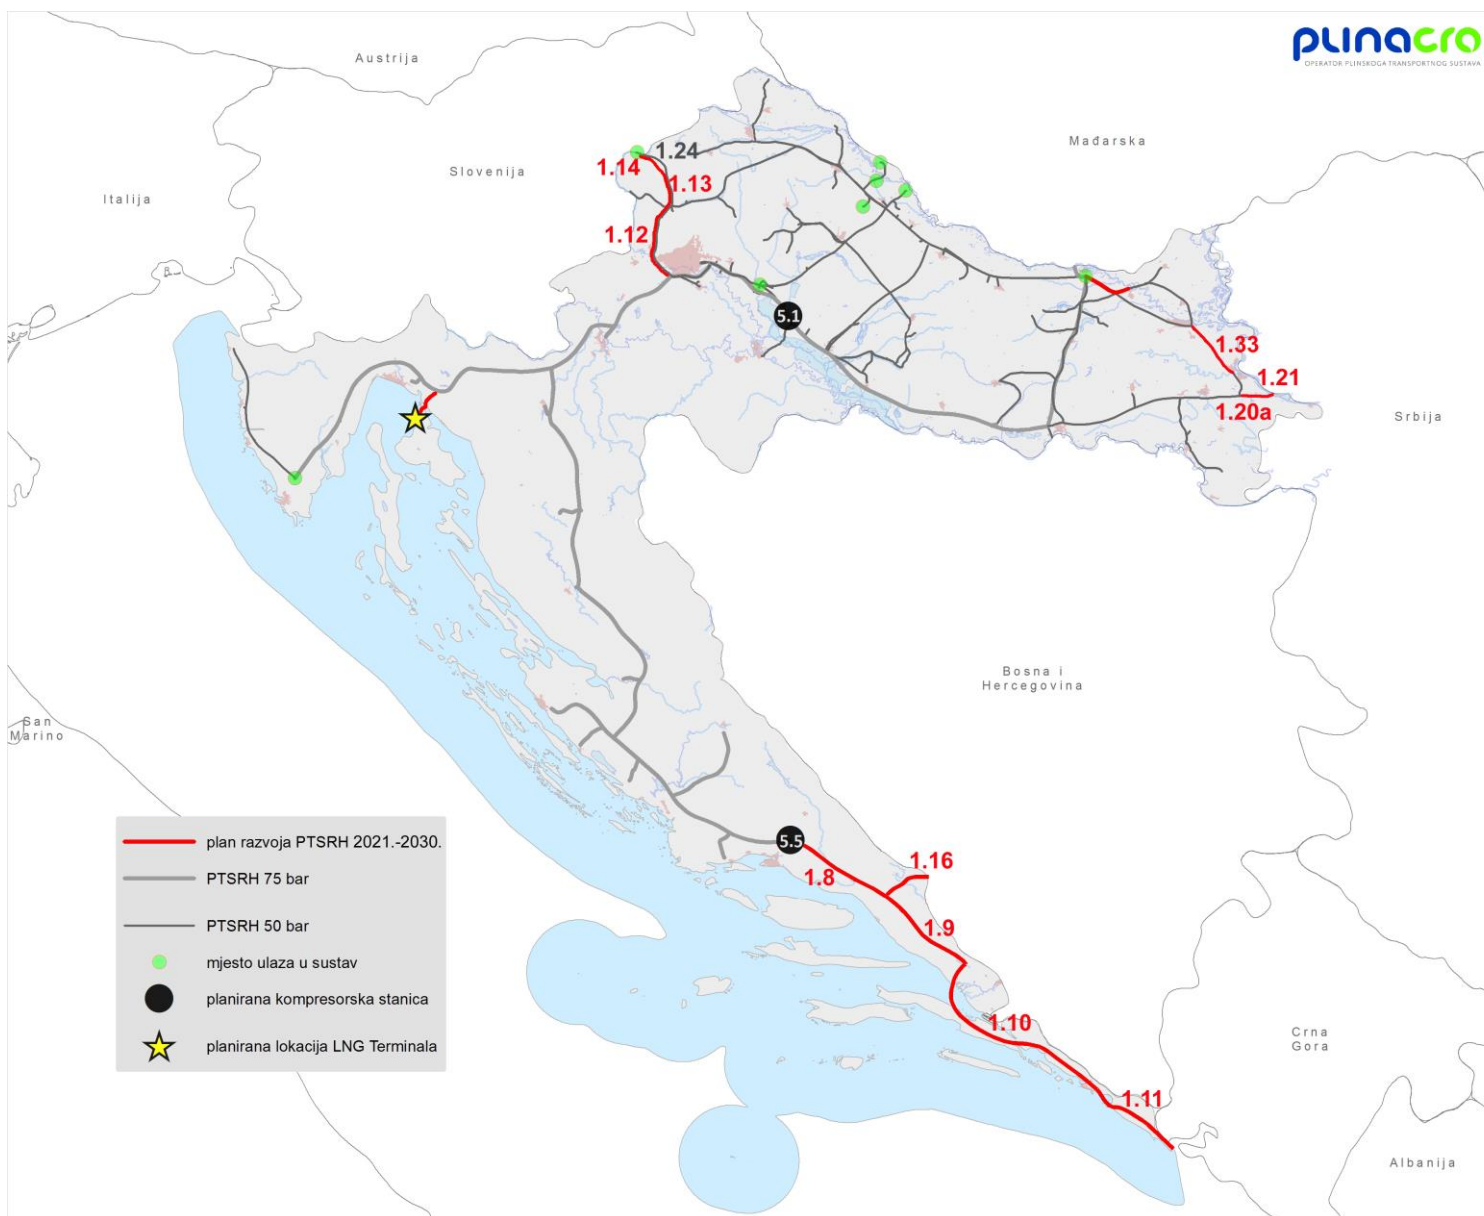 plinacro
OPERATOR PLINSKOGA TRANSPORTNOG SUSTAVA
Austrija
Mađarska
Slovenija
Italija
1.24
1.14
1.13
1.12
5.1
1.33
1.21
1.20a
Srbija
Bosna i
Hercegovina
San
Marino
plan razvoja PTSRH 2021.-2030.
PTSRH 75 bar
PTSRH 50 bar
mjesto ulaza u sustav
planirana kompresorska stanica
planirana lokacija LNG Terminala
5.5
1.16
1.8
1.9
1.10
1.11
Crna
Gora
Albanija